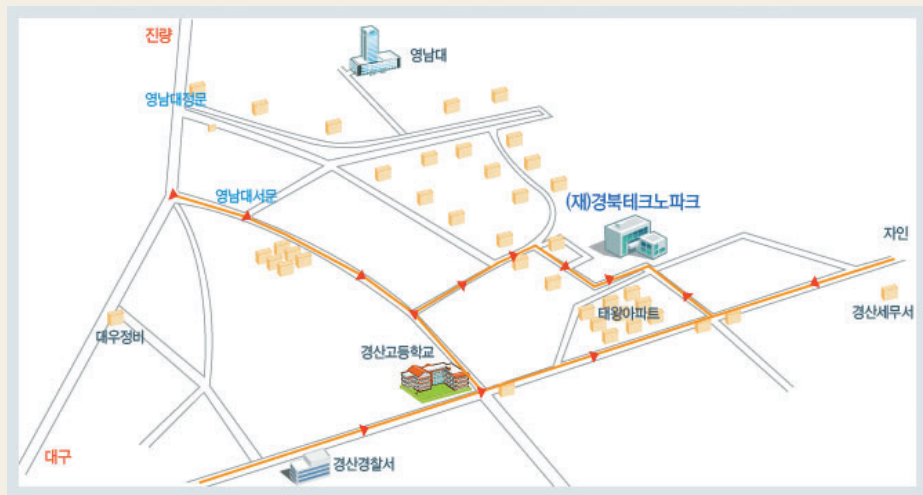 진량
영남대
영남대정문
영남대서문
(재)경북테크노파크
자인
경산세무서
태왕아파트
대우정비
경산고등학교
대구
경산경찰서